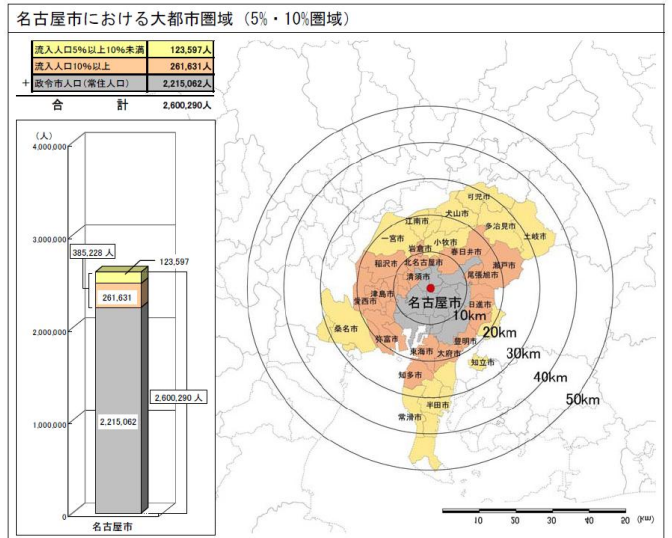 名古屋市における大都市圏域（5%・10%圏域）
流入人口5%以上10%未満 123,597人
流入人口10%以上 261,631人
+ 政令市人口（常住人口） 2,215,062人
合 計 2,600,290人
（人）
4,000,000
3,000,000
2,000,000
1,000,000
0
385,228 人
123,597
261,631
2,600,290 人
2,215,062
名古屋市
可児市
犬山市
江南市
多治見市
土岐市
一宮市
小牧市
岩倉市
春日井市
稲沢市
北名古屋市
瀬戸市
清須市
尾張旭市
津島市
愛西市
名古屋市
日進市
10km
桑名市
弥富市
豊明市
20km
東海市
大府市
知立市
30km
知多市
40km
半田市
50km
常滑市
10 20 30 40 20 (km)